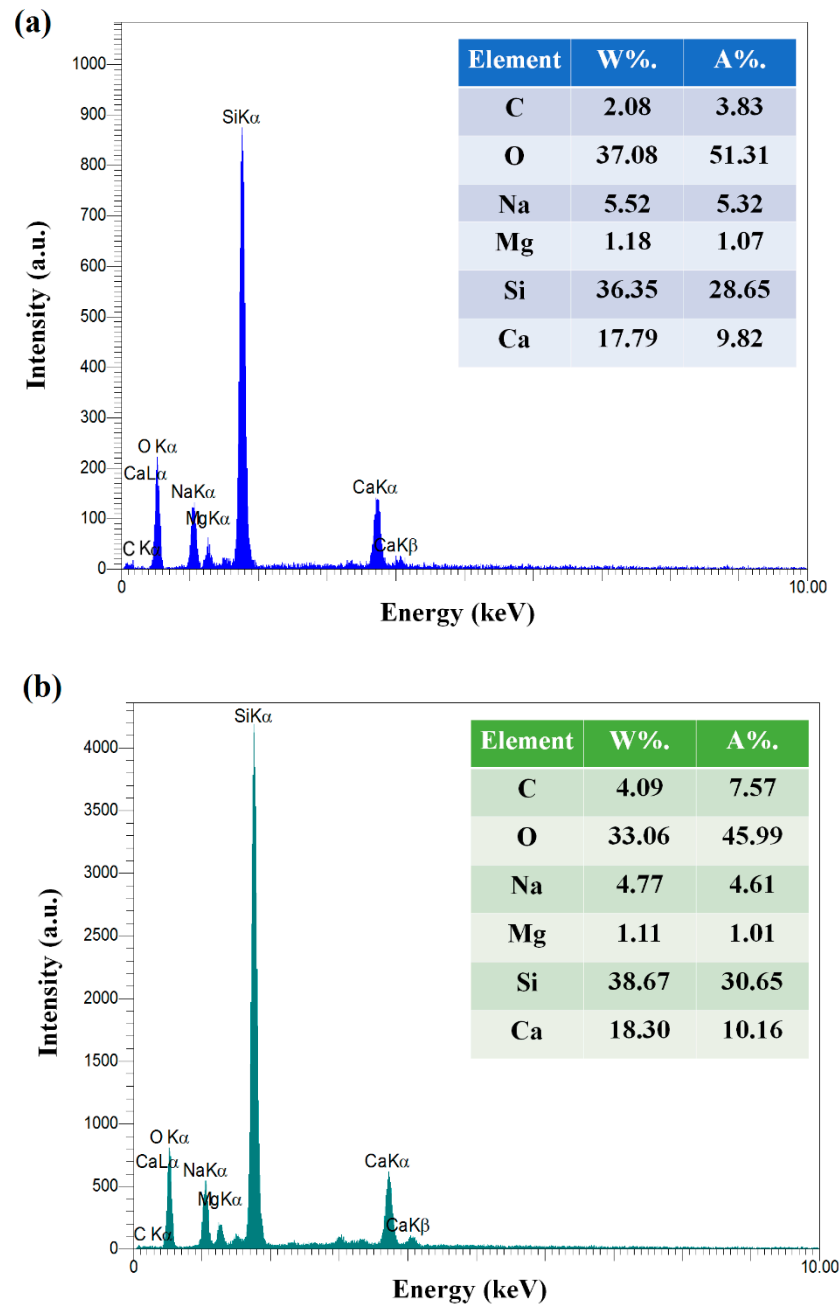 (a)
Element W%. A%.
C 2.08 3.83
O 37.08 51.31
Na 5.52 5.32
Mg 1.18 1.07
Si 36.35 28.65
Ca 17.79 9.82
1000
900
800
700
600
500
400
300
200
100
0
Intensity (a.u.)
SiKα
O Kα
CaLα
NaKα
MgKα
C Kα
CaKα
CaKβ
0 10.00
Energy (keV)
(b)
Element W%. A%.
C 4.09 7.57
O 33.06 45.99
Na 4.77 4.61
Mg 1.11 1.01
Si 38.67 30.65
Ca 18.30 10.16
4000
3500
3000
2500
2000
1500
1000
500
0
Intensity (a.u.)
SiKα
O Kα
CaLα
NaKα
MgKα
C Kα
CaKα
CaKβ
0 10.00
Energy (keV)